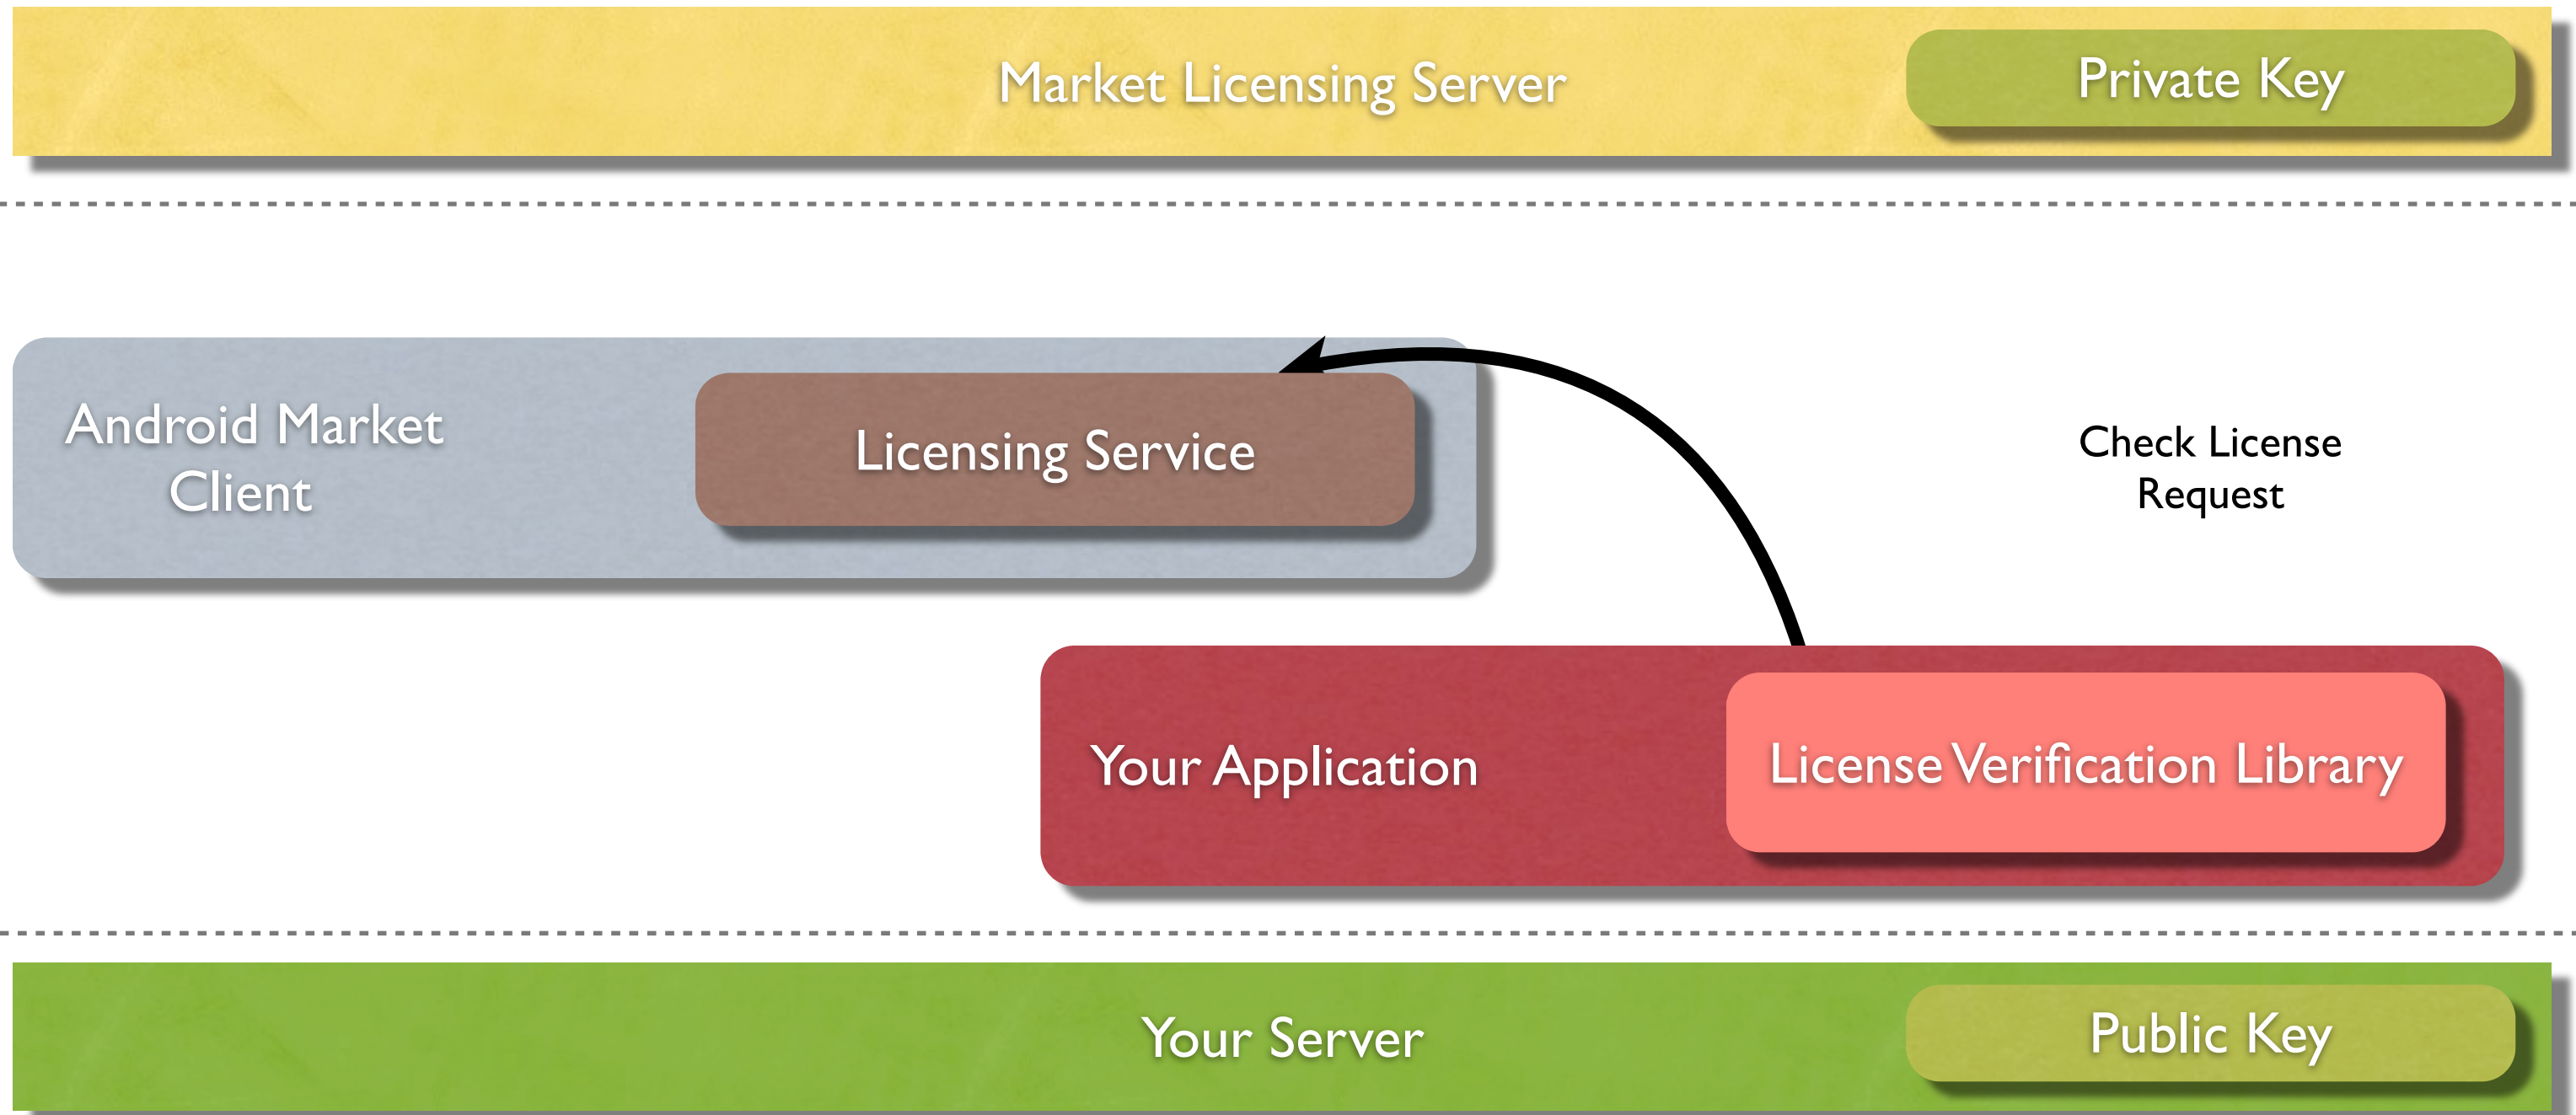 Market Licensing Server
Private Key
Android Market
Client
Licensing Service
Check License
Request
Your Application
License Verification Library
Your Server
Public Key